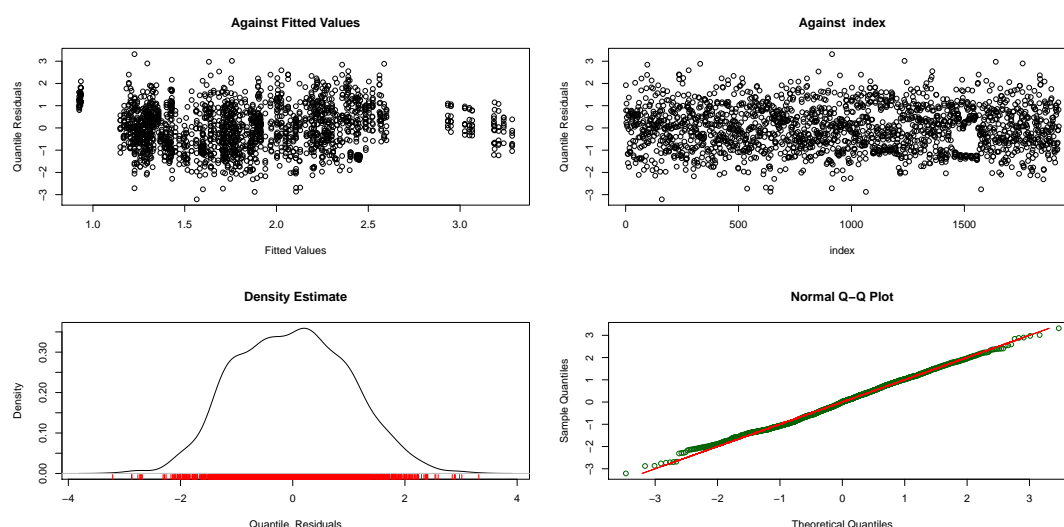 Against Fitted Values
Quantile Residuals
3
2
1
0
−1
−2
−3
1.0 1.5 2.0 2.5 3.0
Fitted Values
Against index
Quantile Residuals
3
2
1
0
−1
−2
−3
0 500 1000 1500
index
Density Estimate
Density
0.30
0.20
0.10
0.00
−4 −2 0 2 4
Quantile. Residuals
Normal Q−Q Plot
Sample Quantiles
3
2
1
0
−1
−2
−3
−3 −2 −1 0 1 2 3
Theoretical Quantiles